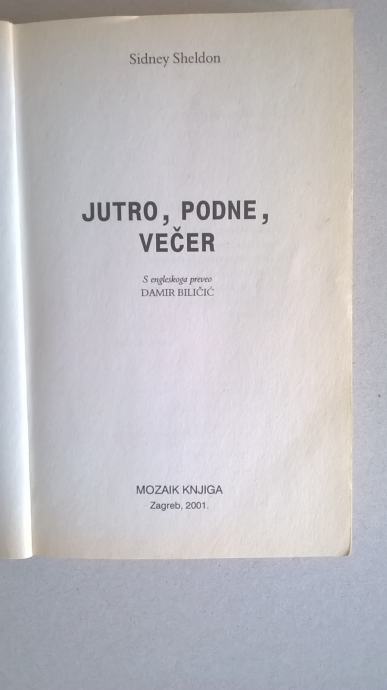 Sidney Sheldon
JUTRO, PODNE,
VEČER
S engleskoga preveo
DAMIR BILIČIĆ
MOZAIK KNJIGA
Zagreb, 2001.